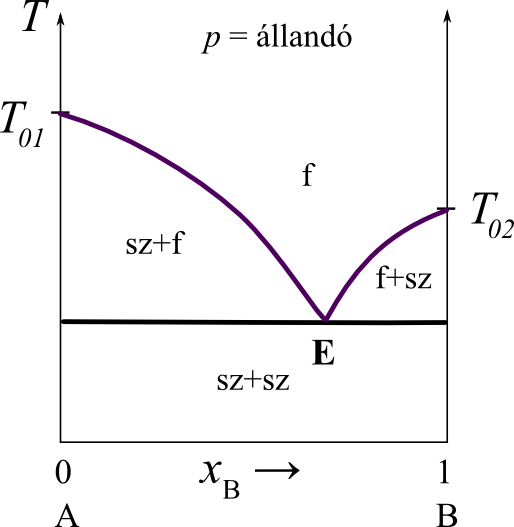 T
p = állandó
T01
f
T02
sz+f
f+sz
E
sz+sz
0
xB →
1
A
B